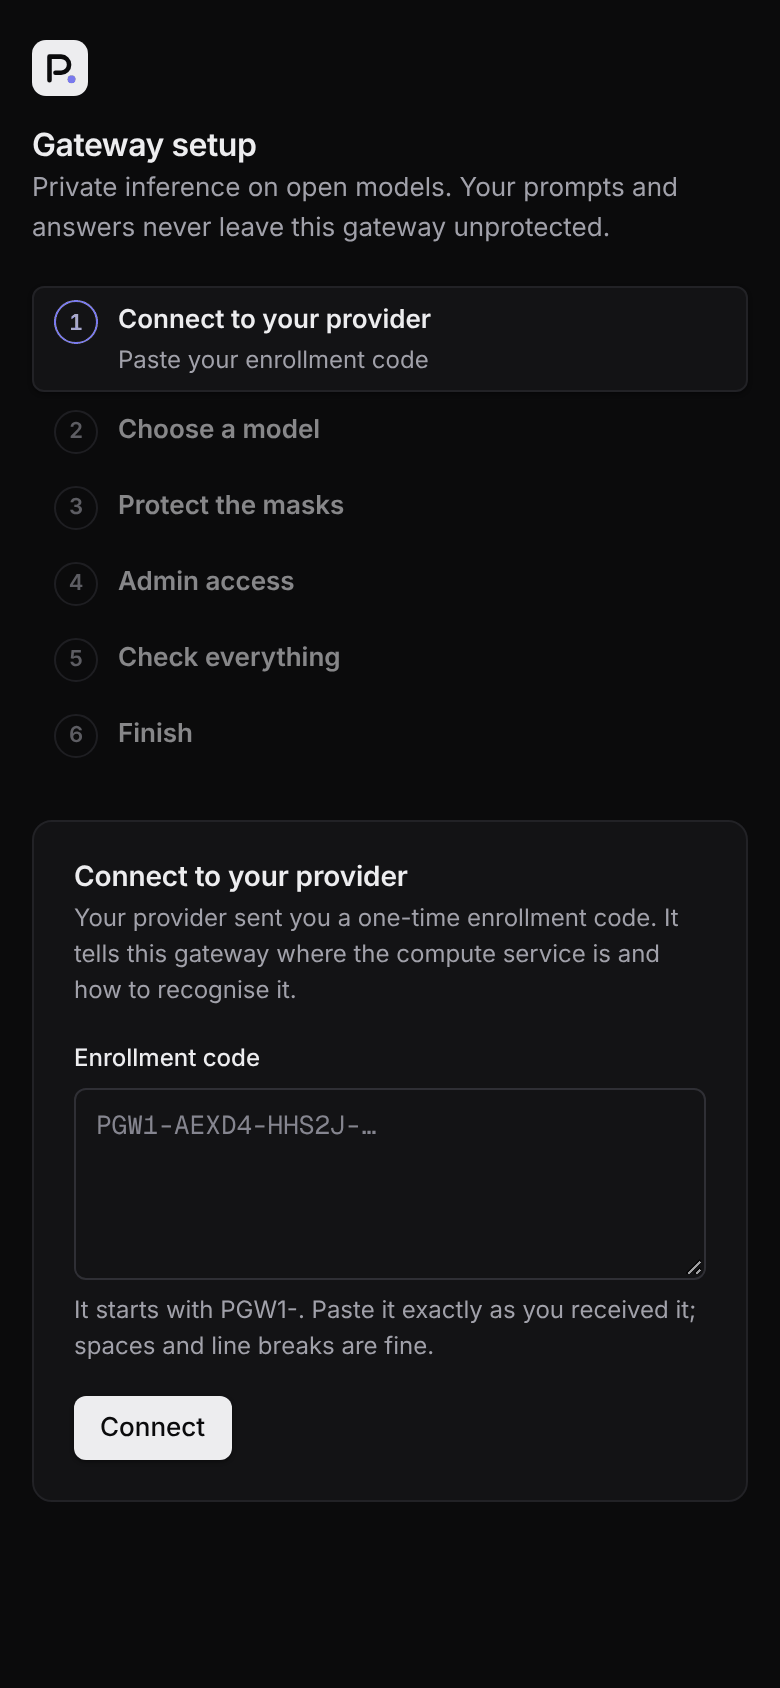 P.
Gateway setup
Private inference on open models. Your prompts and
answers never leave this gateway unprotected.
1
Connect to your provider
Paste your enrollment code
2
Choose a model
3
Protect the masks
4
Admin access
5
Check everything
6
Finish
Connect to your provider
Your provider sent you a one-time enrollment code. It
tells this gateway where the compute service is and
how to recognise it.
Enrollment code
PGW1-AEXD4-HHS2J-…
It starts with PGW1-. Paste it exactly as you received it;
spaces and line breaks are fine.
Connect